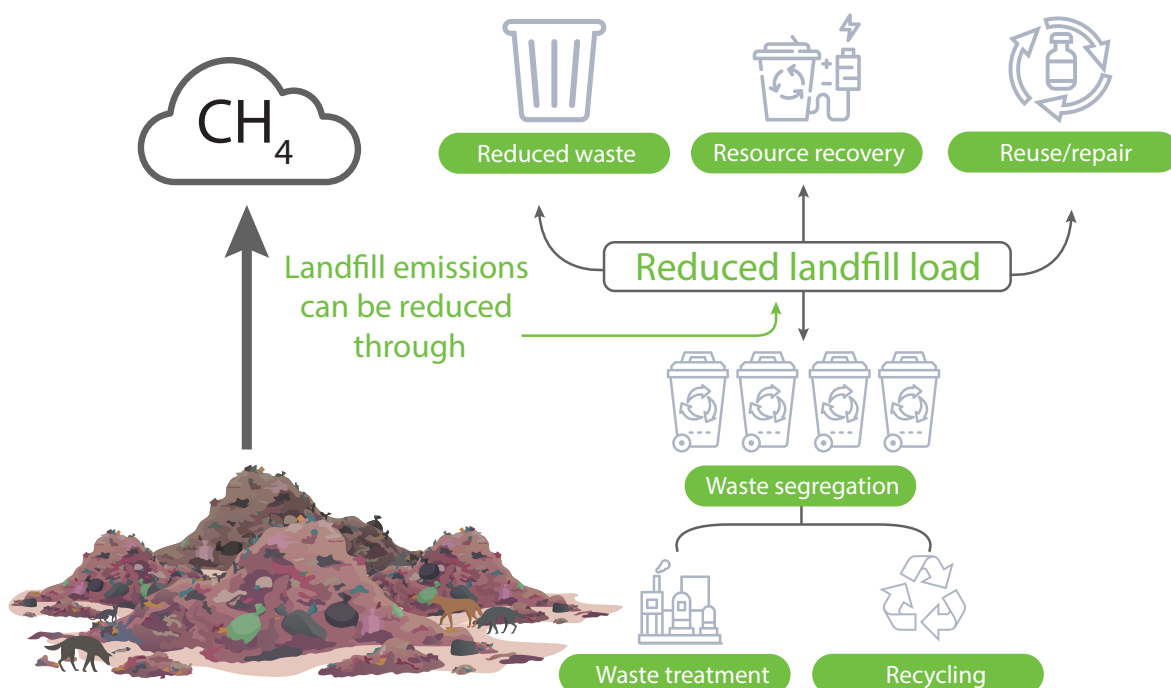 CH4
Reduced waste
Resource recovery
Reuse/repair
Landfill emissions
can be reduced
through
Reduced landfill load
Waste segregation
Waste treatment
Recycling